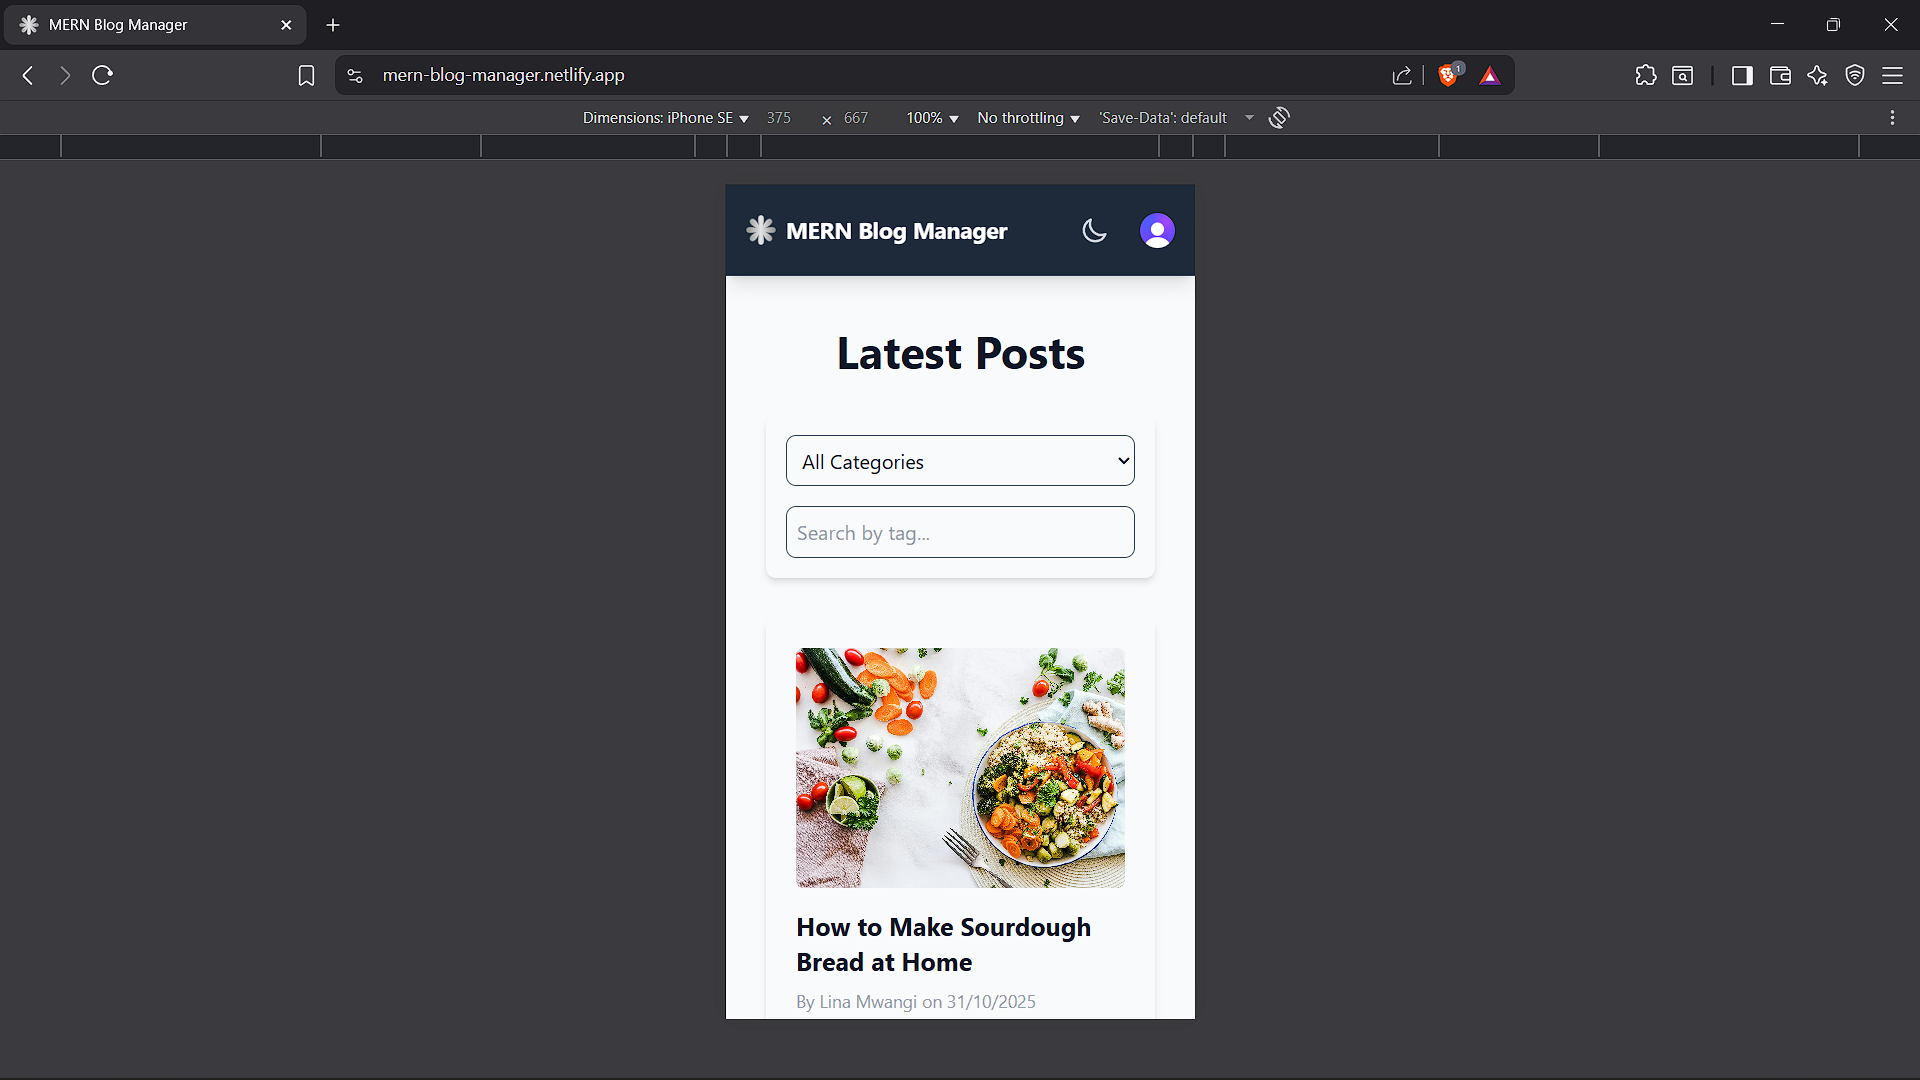 MERN Blog Manager
mern-blog-manager.netlify.app
1
Dimensions: iPhone SE 375 × 667 100% No throttling 'Save-Data': default
MERN Blog Manager
Latest Posts
All Categories
Search by tag...
How to Make Sourdough
Bread at Home
By Lina Mwangi on 31/10/2025